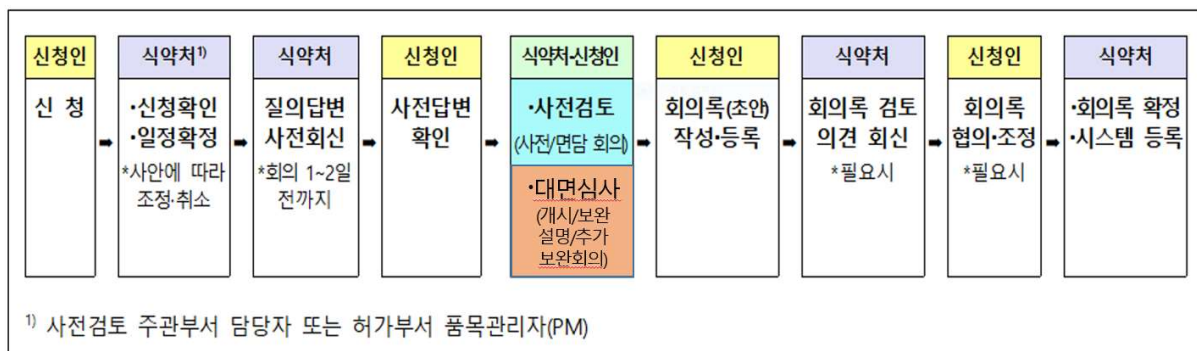 신청인
신 청
식약처1)
•신청확인
•일정확정
*사안에 따라
조정·취소
식약처
질의답변
사전회신
*회의 1~2일
전까지
신청인
사전답변
확인
식약처·신청인
•사전검토
(사전/면담 회의)
•대면심사
(개시/보완
설명/추가
보완회의)
신청인
회의록(초안)
작성·등록
식약처
회의록 검토
의견 회신
*필요시
신청인
회의록
협의·조정
*필요시
식약처
•회의록 확정
•시스템 등록
1) 사전검토 주관부서 담당자 또는 허가부서 품목관리자(PM)